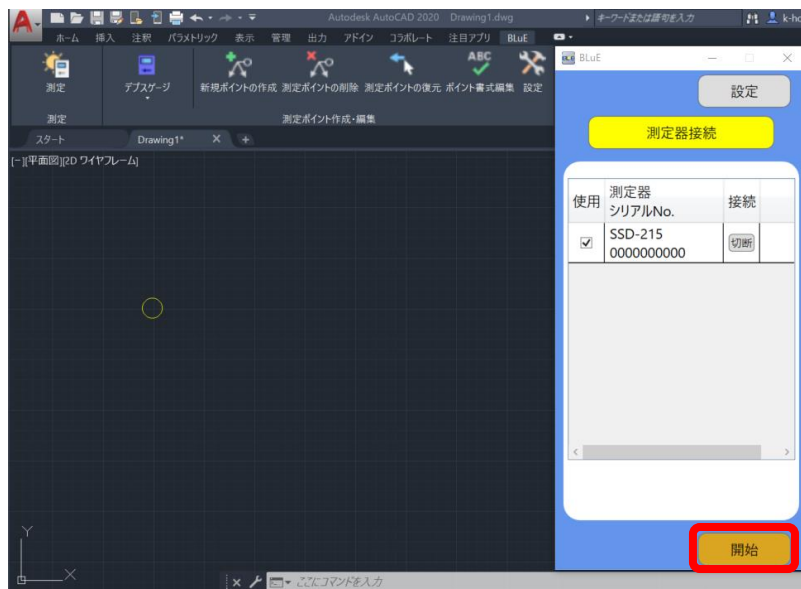 Autodesk AutoCAD 2020 Drawing1.dwg
キーワードまたは語句を入力
k-ho
ホーム 挿入 注釈 パラメトリック 表示 管理 出力 アドイン コラボレート 注目アプリ BLuE
ABC
測定 デプスゲージ 新規ポイントの作成 測定ポイントの削除 測定ポイントの復元 ポイント書式編集 設定
測定 測定ポイント作成・編集
スタート Drawing1*
[-][平面図][2D ワイヤフレーム]
Y
X
ここにコマンドを入力
BLuE
設定
測定器接続
使用 測定器 接続
シリアルNo.
SSD-215 切断
0000000000
開始